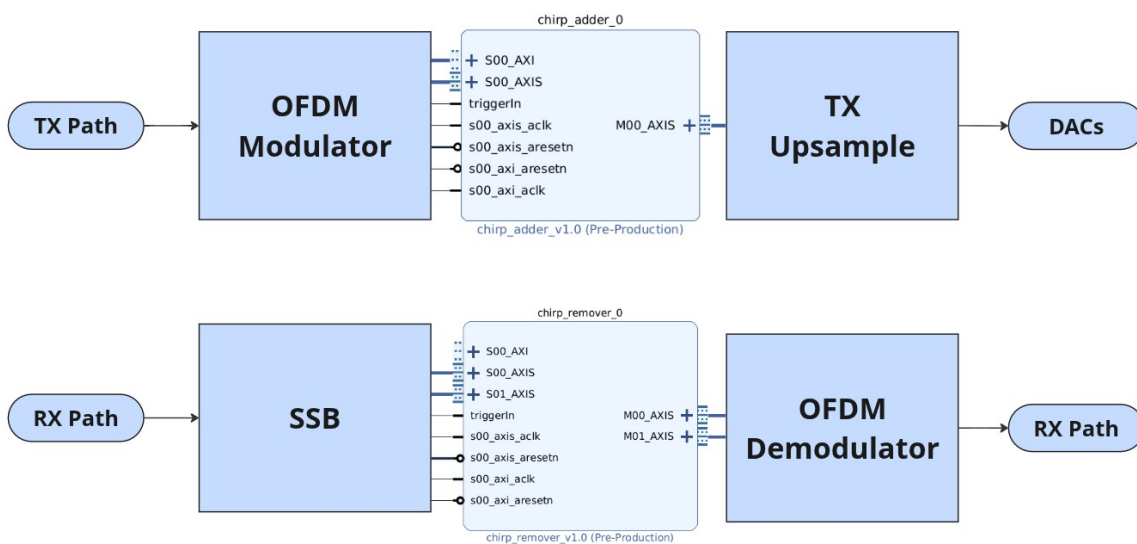 chirp_adder_0
TX Path
OFDM
Modulator
S00_AXI
S00_AXIS
triggerIn
s00_axis_aclk
s00_axis_aresetn
s00_axi_aresetn
s00_axi_aclk
M00_AXIS
TX
Upsample
DACs
chirp_adder_v1.0 (Pre-Production)
chirp_remover_0
RX Path
SSB
S00_AXI
S00_AXIS
S01_AXIS
triggerIn
s00_axis_aclk
s00_axis_aresetn
s00_axi_aclk
s00_axi_aresetn
M00_AXIS
M01_AXIS
OFDM
Demodulator
RX Path
chirp_remover_v1.0 (Pre-Production)